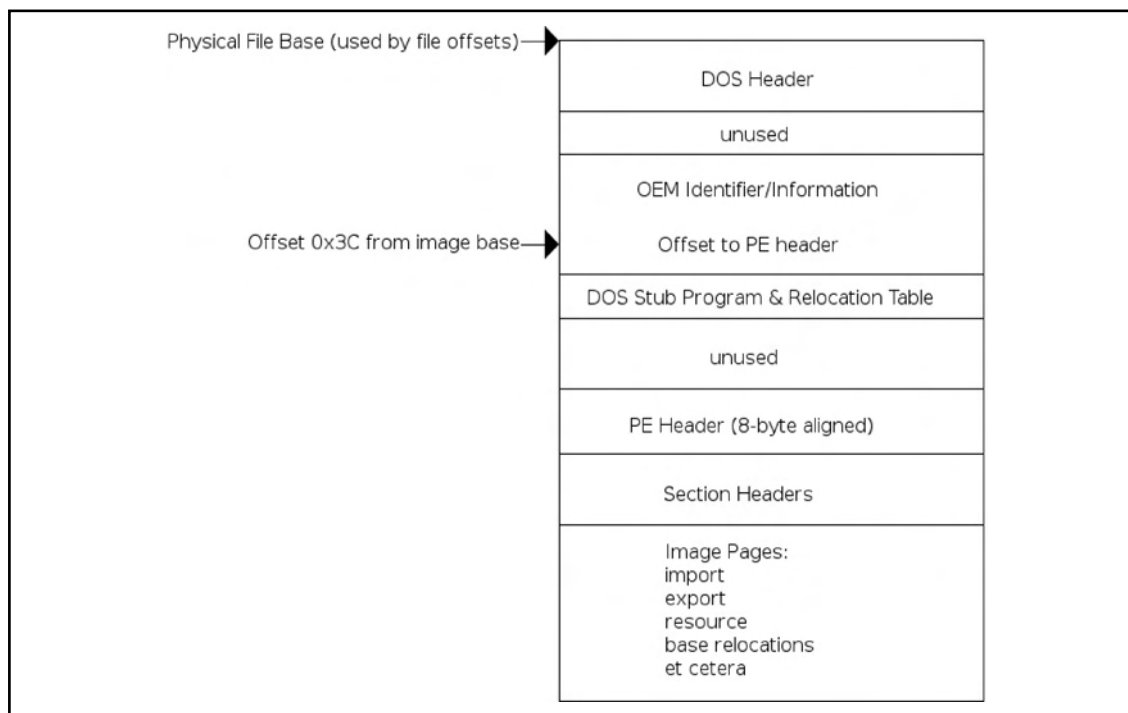 Physical File Base (used by file offsets)
DOS Header
unused
OEM Identifier/Information
Offset 0x3C from image base
Offset to PE header
DOS Stub Program & Relocation Table
unused
PE Header (8-byte aligned)
Section Headers
Image Pages:
import
export
resource
base relocations
et cetera